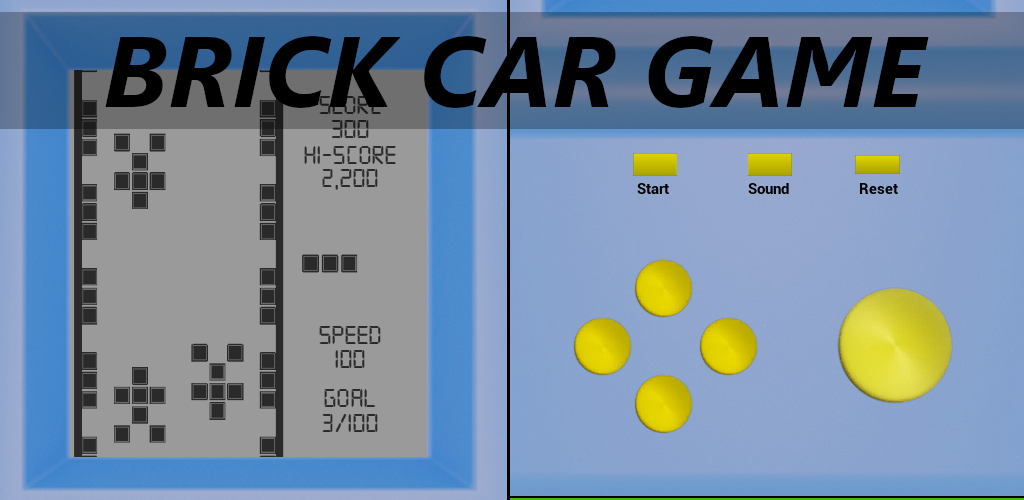 BRICK CAR GAME
SCORE
300
HI-SCORE
2,200
SPEED
100
GOAL
3/100
Start Sound Reset